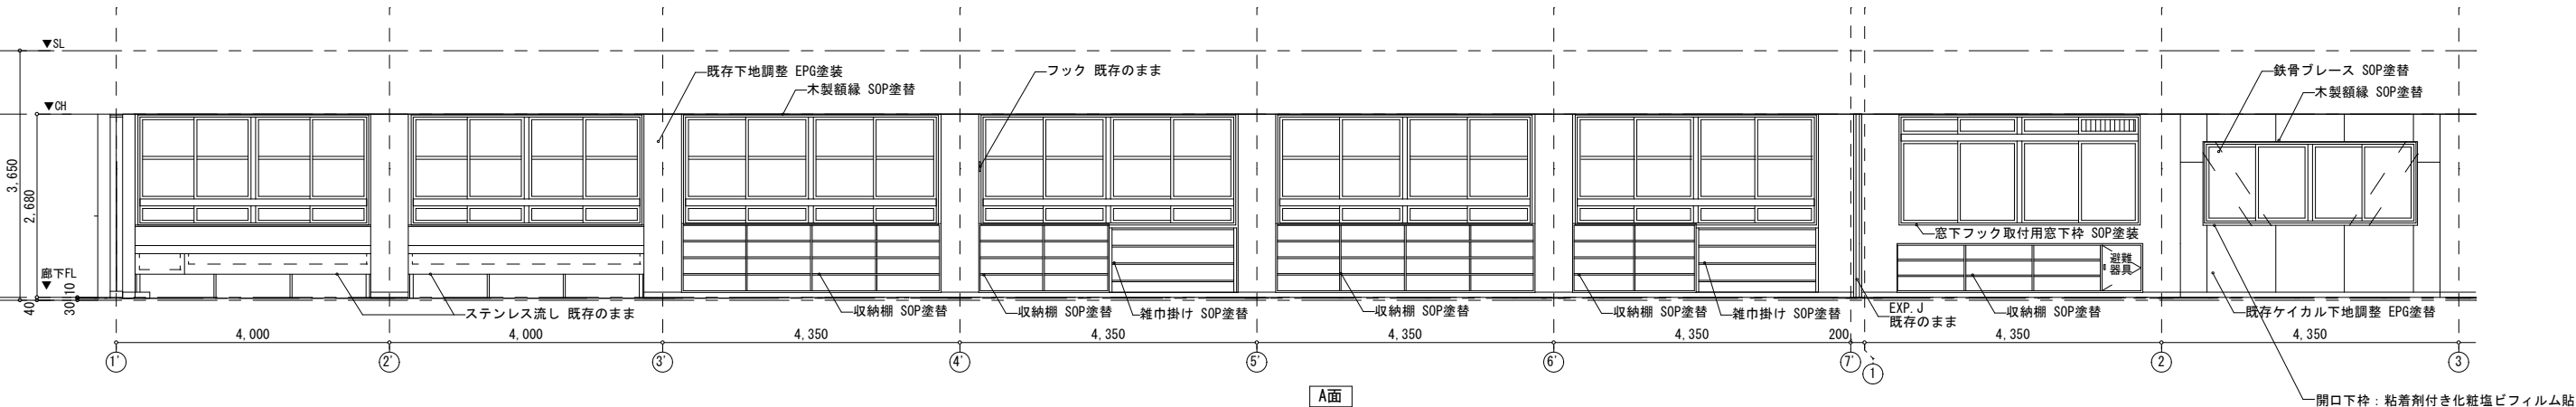 ▼SL
既存下地調整 EPG塗装
木製額縁 SOP塗替
フック 既存のまま
鉄骨ブレース SOP塗替
木製額縁 SOP塗替
▼CH
3,650
2,680
廊下FL
▼
40
30
10
窓下フック取付用窓下枠 SOP塗装
避難
器具
ステンレス流し 既存のまま
収納棚 SOP塗替
収納棚 SOP塗替
雑巾掛け SOP塗替
収納棚 SOP塗替
収納棚 SOP塗替
雑巾掛け SOP塗替
EXP.J
既存のまま
収納棚 SOP塗替
既存ケイカル下地調整 EPG塗替
4,000
4,000
4,350
4,350
4,350
4,350
200
4,350
4,350
1'
2'
3'
4'
5'
6'
7'
1
2
3
A面
開口下枠：粘着剤付き化粧塩ビフィルム貼